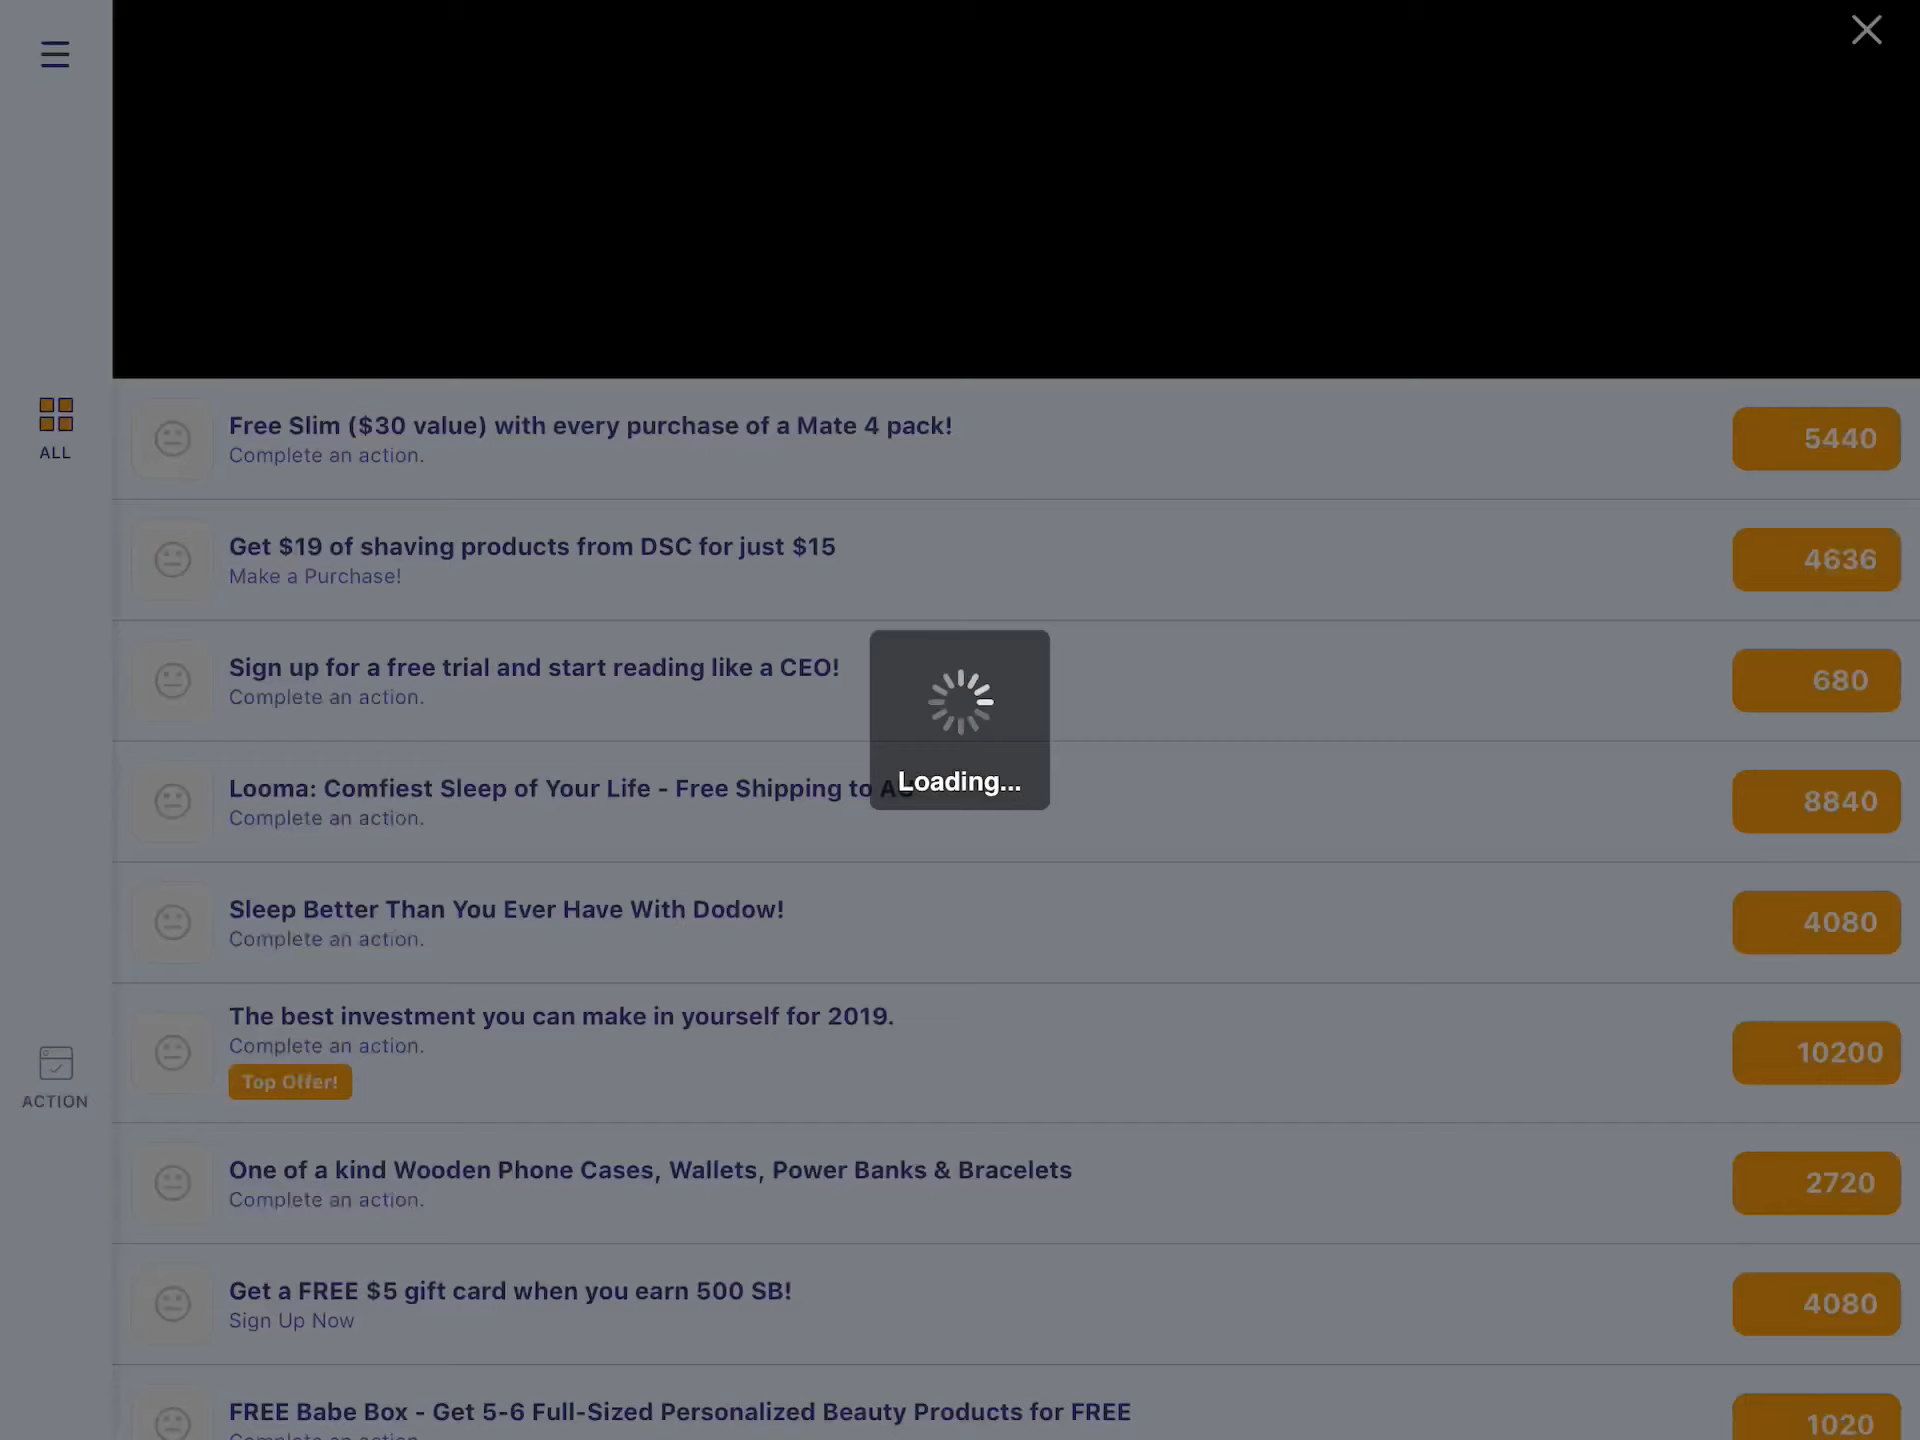 Free Slim ($30 value) with every purchase of a Mate 4 pack!
Complete an action.
5440
ALL
Get $19 of shaving products from DSC for just $15
Make a Purchase!
4636
Sign up for a free trial and start reading like a CEO!
Complete an action.
680
Looma: Comfiest Sleep of Your Life - Free Shipping to
Complete an action.
8840
Loading...
Sleep Better Than You Ever Have With Dodow!
Complete an action.
4080
The best investment you can make in yourself for 2019.
Complete an action.
Top Offer!
10200
ACTION
One of a kind Wooden Phone Cases, Wallets, Power Banks & Bracelets
Complete an action.
2720
Get a FREE $5 gift card when you earn 500 SB!
Sign Up Now
4080
FREE Babe Box - Get 5-6 Full-Sized Personalized Beauty Products for FREE
1020